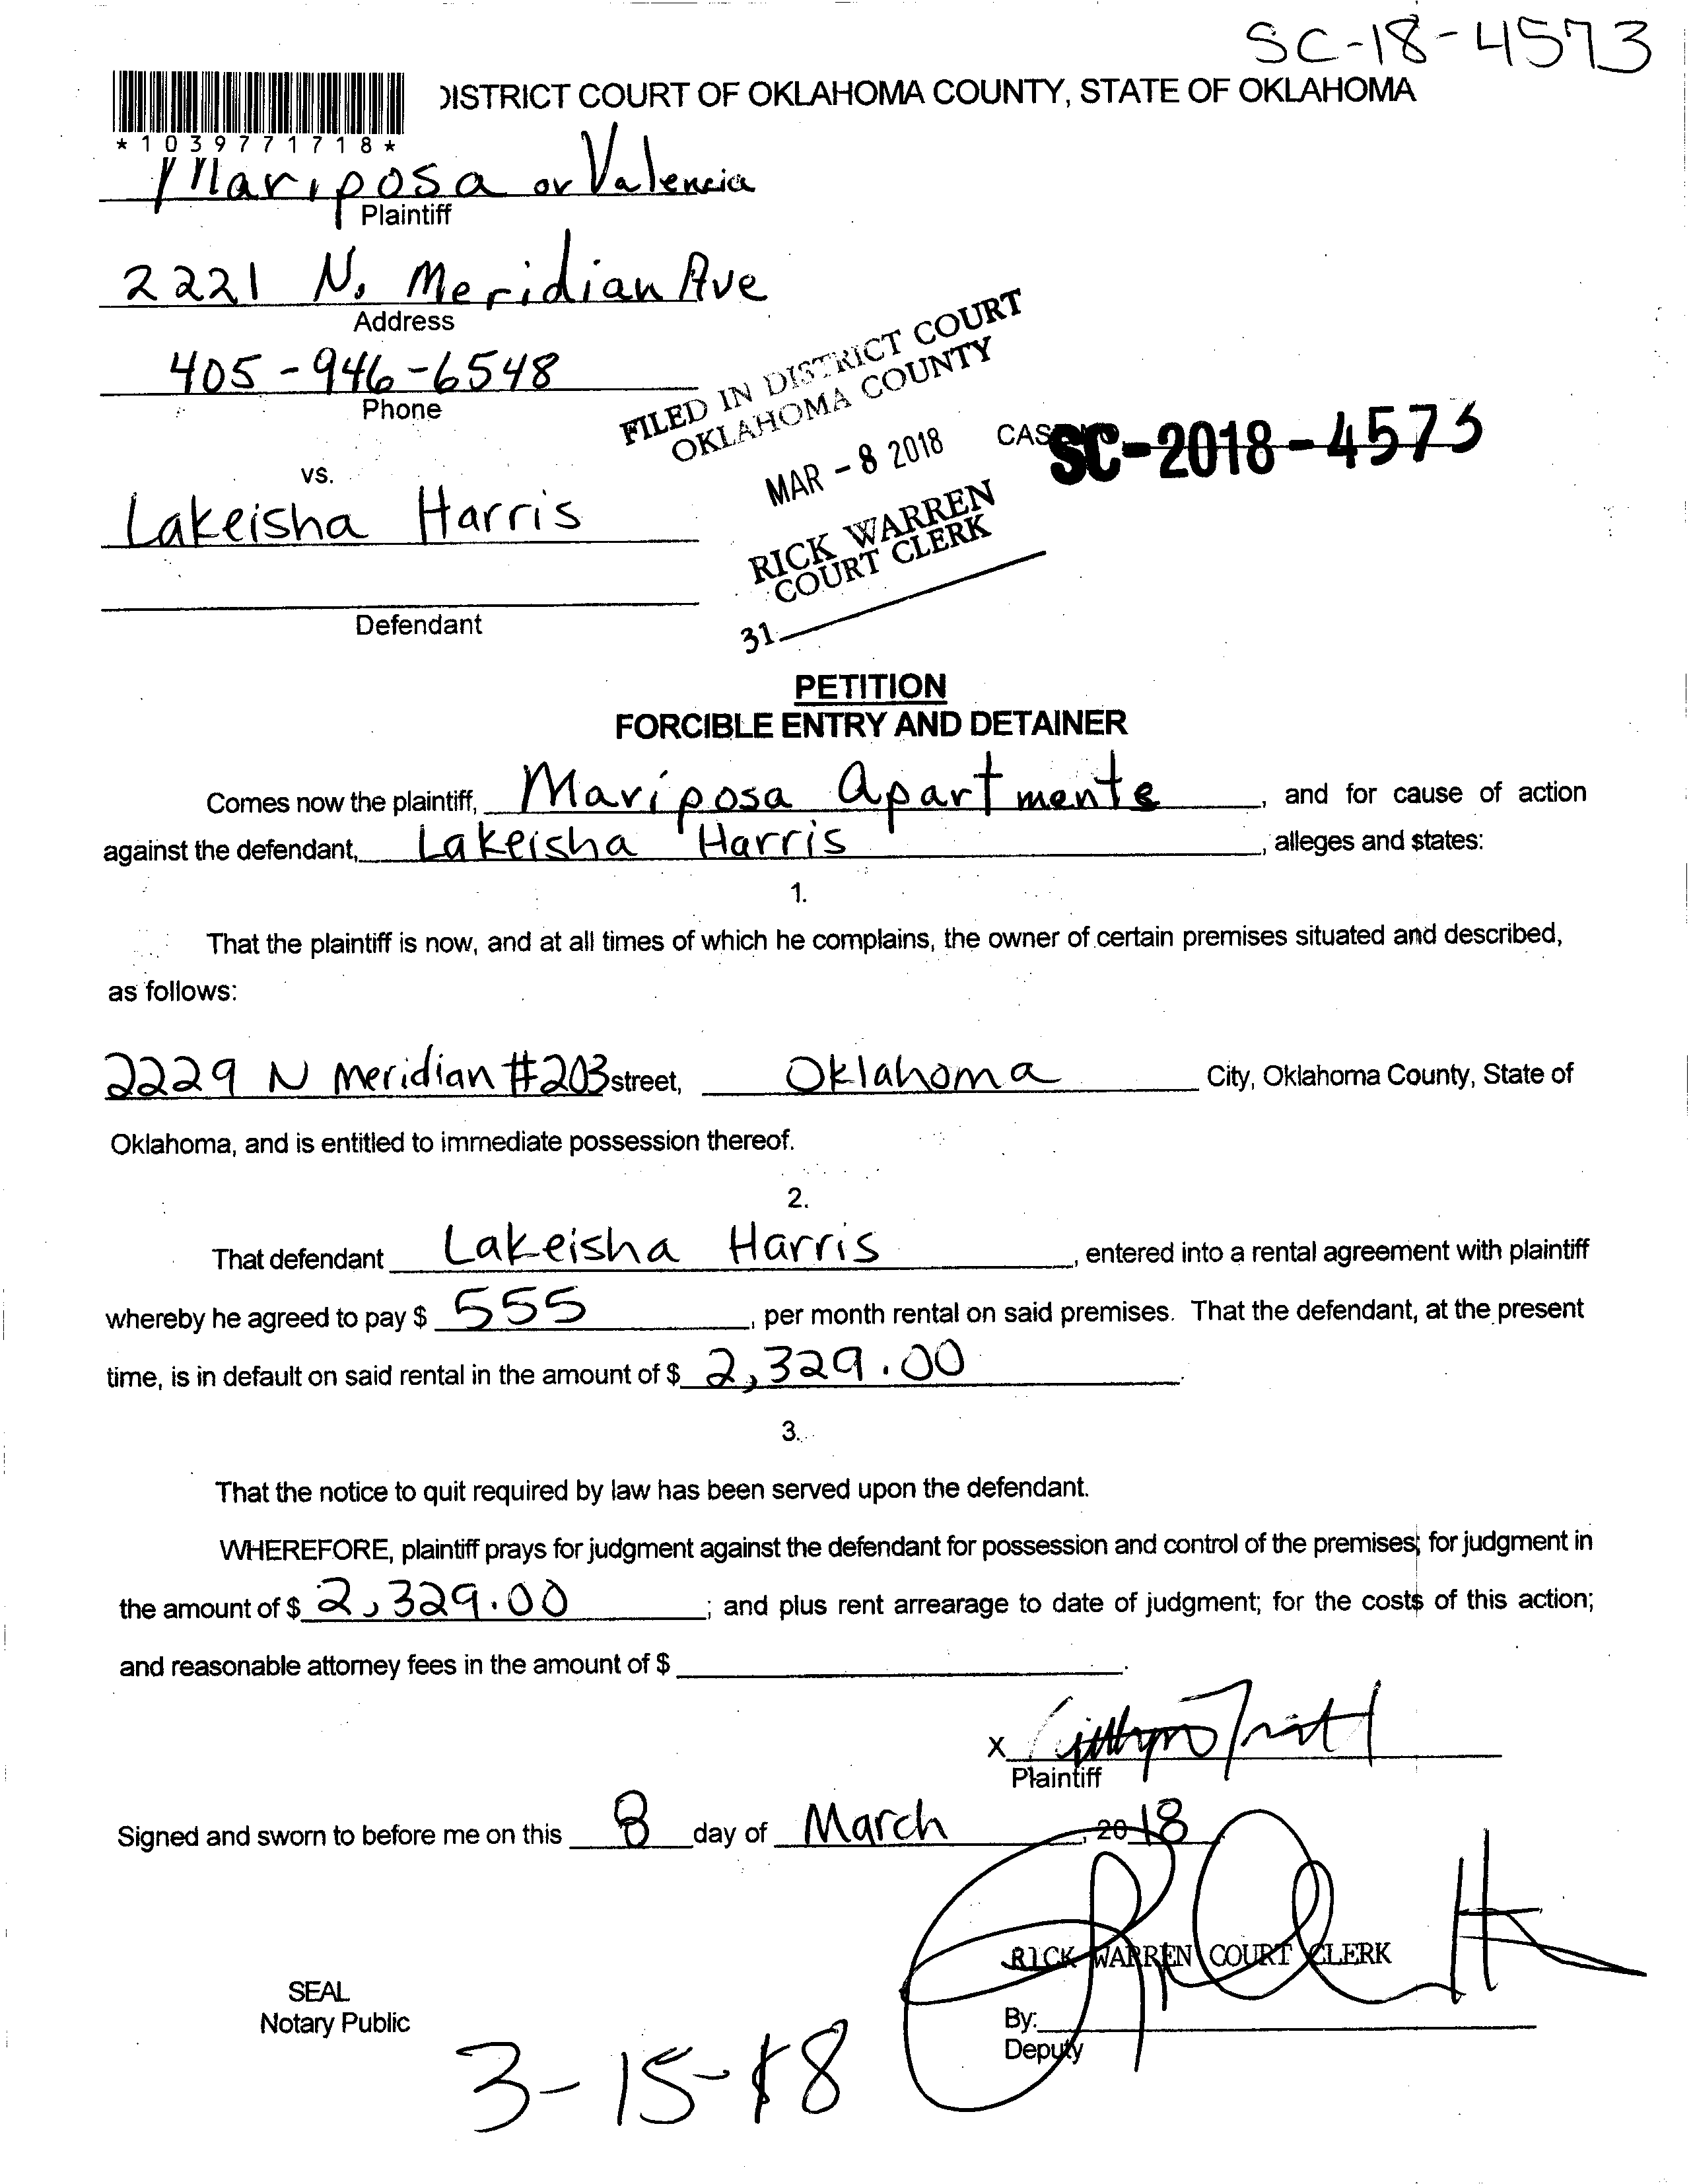 SC-18-4573
DISTRICT COURT OF OKLAHOMA COUNTY, STATE OF OKLAHOMA
*1039771718*
Mariposa or Valencia
Plaintiff
2221 N. Meridian Ave
Address
405-946-6548
Phone
FILED IN DISTRICT COURT
OKLAHOMA COUNTY
MAR - 8 2018
RICK WARREN
COURT CLERK
31
CAS
SC-2018-4573
vs.
Lakeisha Harris
Defendant
PETITION
FORCIBLE ENTRY AND DETAINER
Comes now the plaintiff, Mariposa Apartments, and for cause of action
against the defendant, Lakeisha Harris, alleges and states:
1.
That the plaintiff is now, and at all times of which he complains, the owner of certain premises situated and described,
as follows:
2229 N Meridian #203 street, Oklahoma City, Oklahoma County, State of
Oklahoma, and is entitled to immediate possession thereof.
2.
That defendant Lakeisha Harris, entered into a rental agreement with plaintiff
whereby he agreed to pay $ 555, per month rental on said premises. That the defendant, at the present
time, is in default on said rental in the amount of $ 2,329.00.
3.
That the notice to quit required by law has been served upon the defendant.
WHEREFORE, plaintiff prays for judgment against the defendant for possession and control of the premises; for judgment in
the amount of $ 2,329.00; and plus rent arrearage to date of judgment; for the costs of this action;
and reasonable attorney fees in the amount of $ .
X
Plaintiff
Signed and sworn to before me on this 8 day of March, 2018
RICK WARREN COURT CLERK
SEAL
Notary Public
By:
Deputy
3-15-18